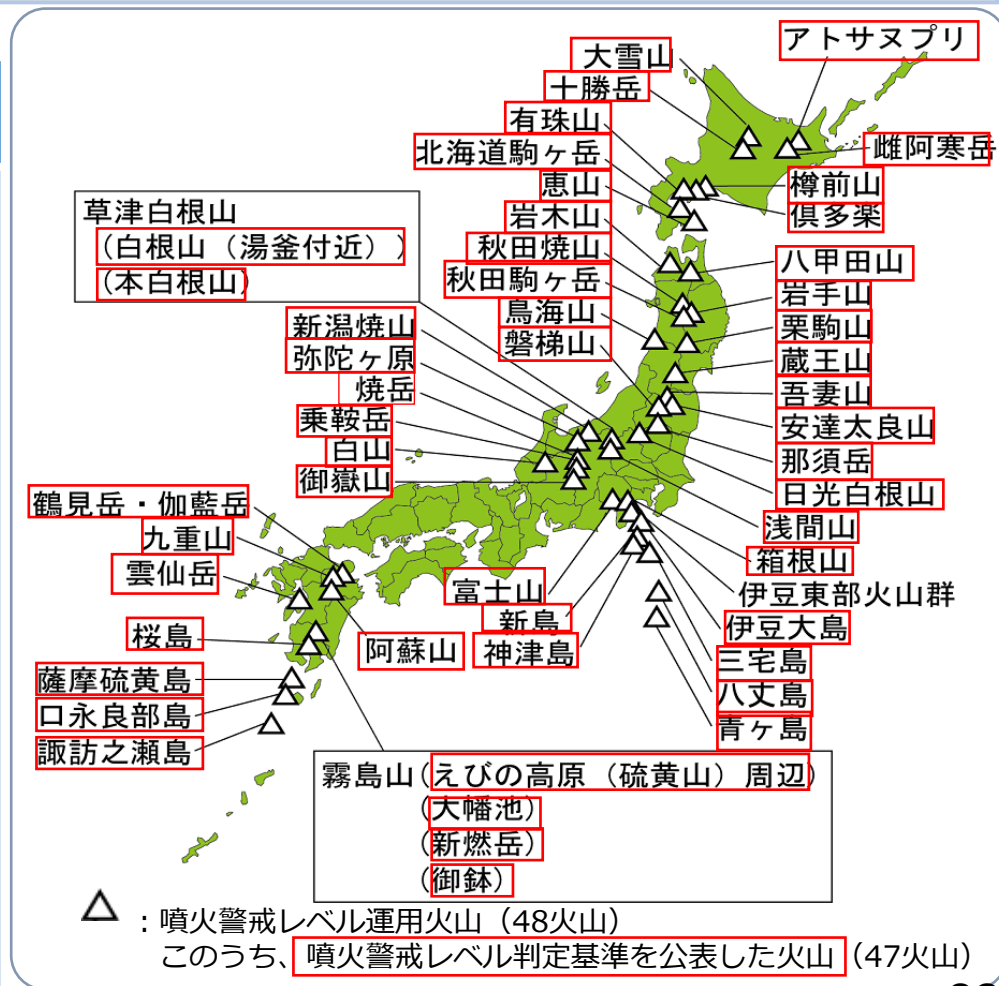 アトサヌプリ
大雪山
十勝岳
有珠山
北海道駒ヶ岳
雌阿寒岳
恵山
樽前山
倶多楽
岩木山
草津白根山
(白根山（湯釜付近）)
(本白根山)
秋田焼山
八甲田山
秋田駒ヶ岳
岩手山
鳥海山
新潟焼山
栗駒山
磐梯山
弥陀ヶ原
蔵王山
焼岳
吾妻山
乗鞍岳
安達太良山
白山
那須岳
御嶽山
日光白根山
鶴見岳・伽藍岳
浅間山
九重山
箱根山
雲仙岳
富士山
伊豆東部火山群
新島
伊豆大島
桜島
阿蘇山
神津島
三宅島
薩摩硫黄島
八丈島
口永良部島
青ヶ島
諏訪之瀬島
霧島山(えびの高原（硫黄山）周辺)
(大幡池)
(新燃岳)
(御鉢)
：噴火警戒レベル運用火山（48火山）
このうち、噴火警戒レベル判定基準を公表した火山（47火山）